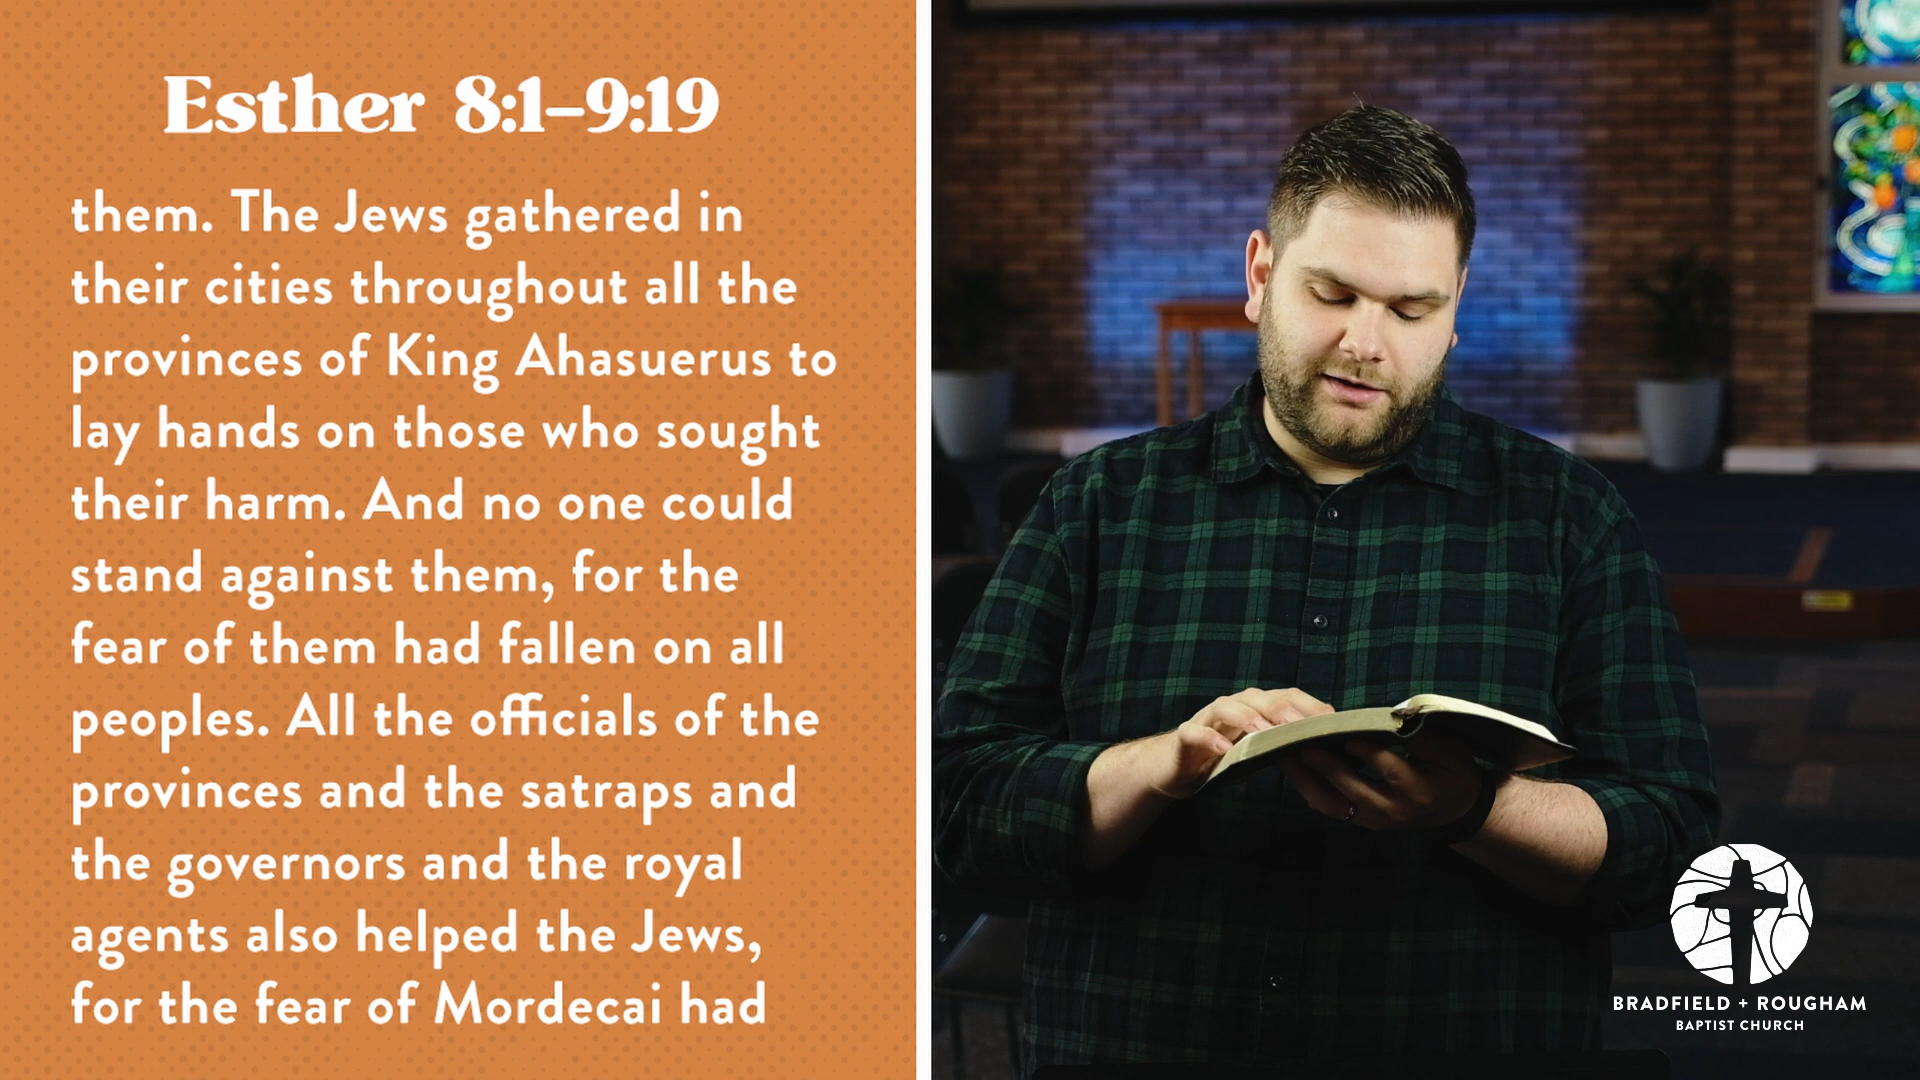 Esther 8:1–9:19
them. The Jews gathered in
their cities throughout all the
provinces of King Ahasuerus to
lay hands on those who sought
their harm. And no one could
stand against them, for the
fear of them had fallen on all
peoples. All the officials of the
provinces and the satraps and
the governors and the royal
agents also helped the Jews,
for the fear of Mordecai had
BRADFIELD + ROUGHAM
BAPTIST CHURCH